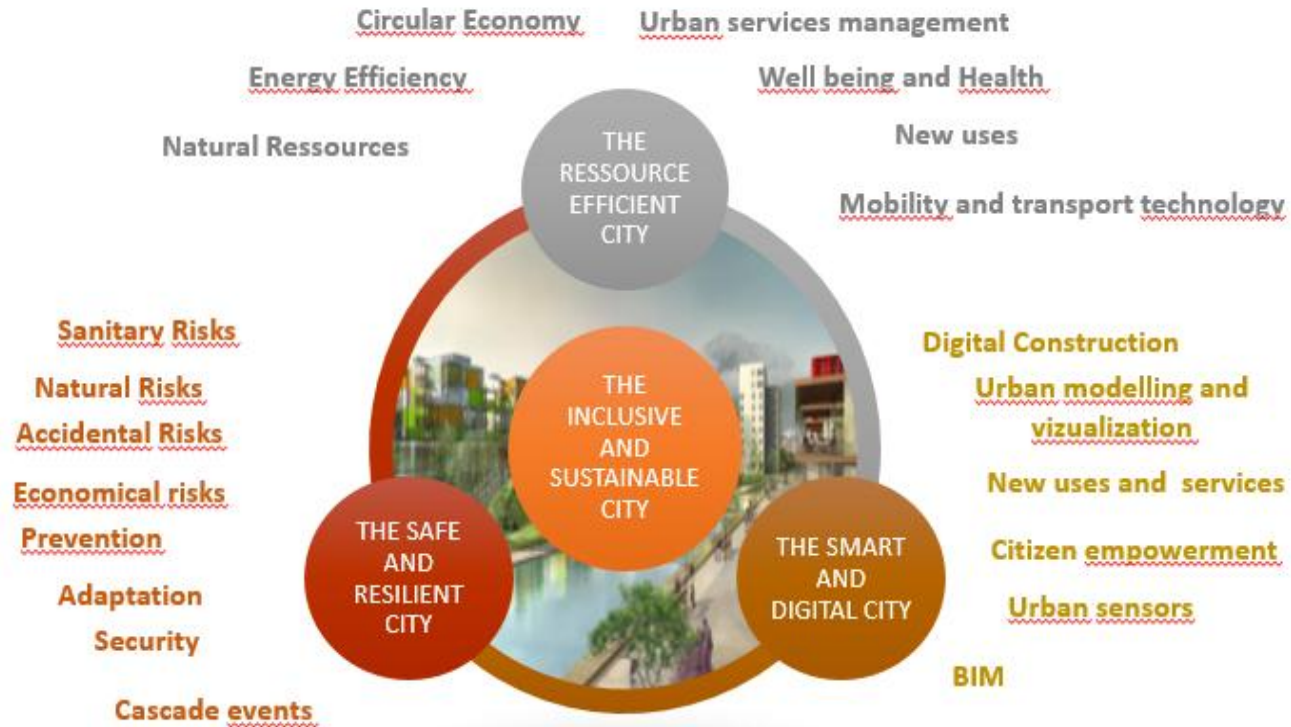 Circular Economy
Urban services management
Energy Efficiency
Well being and Health
Natural Ressources
New uses
Mobility and transport technology
THE
RESSOURCE
EFFICIENT
CITY
Sanitary Risks
Natural Risks
Accidental Risks
Economical risks
Prevention
Adaptation
Security
Cascade events
THE
INCLUSIVE
AND
SUSTAINABLE
CITY
THE SAFE
AND
RESILIENT
CITY
THE SMART
AND
DIGITAL CITY
Digital Construction
Urban modelling and
vizualization
New uses and  services
Citizen empowerment
Urban sensors
BIM